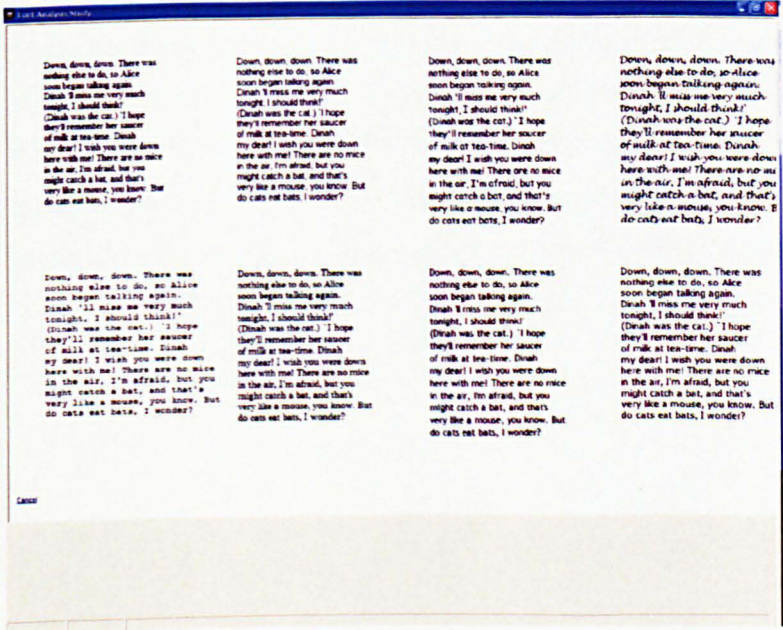 Font Analysis Study
Down, down, down. There was
nothing else to do, so Alice
soon began talking again.
Dinah 'll miss me very much
tonight, I should think!'
(Dinah was the cat.) `I hope
they'll remember her saucer
of milk at tea-time. Dinah
my dear! I wish you were down
here with me! There are no mice
in the air, I'm afraid, but you
might catch a bat, and that's
very like a mouse, you know. But
do cats eat bats, I wonder?
Down, down, down. There was
nothing else to do, so Alice
soon began talking again.
Dinah 'll miss me very much
tonight, I should think!'
(Dinah was the cat.) `I hope
they'll remember her saucer
of milk at tea-time. Dinah
my dear! I wish you were down
here with me! There are no mice
in the air, I'm afraid, but you
might catch a bat, and that's
very like a mouse, you know. But
do cats eat bats, I wonder?
Down, down, down. There was
nothing else to do, so Alice
soon began talking again.
Dinah 'll miss me very much
tonight, I should think!'
(Dinah was the cat.) `I hope
they'll remember her saucer
of milk at tea-time. Dinah
my dear! I wish you were down
here with me! There are no mice
in the air, I'm afraid, but you
might catch a bat, and that's
very like a mouse, you know. But
do cats eat bats, I wonder?
Down, down, down. There was
nothing else to do, so Alice
soon began talking again.
Dinah 'll miss me very much
tonight, I should think!'
(Dinah was the cat.) `I hope
they'll remember her saucer
of milk at tea-time. Dinah
my dear! I wish you were down
here with me! There are no mi
in the air, I'm afraid, but you
might catch a bat, and that's
very like a mouse, you know. B
do cats eat bats, I wonder?
Down, down, down. There was
nothing else to do, so Alice
soon began talking again.
Dinah 'll miss me very much
tonight, I should think!'
(Dinah was the cat.) `I hope
they'll remember her saucer
of milk at tea-time. Dinah
my dear! I wish you were down
here with me! There are no mice
in the air, I'm afraid, but you
might catch a bat, and that's
very like a mouse, you know. But
do cats eat bats, I wonder?
Down, down, down. There was
nothing else to do, so Alice
soon began talking again.
Dinah 'll miss me very much
tonight, I should think!'
(Dinah was the cat.) `I hope
they'll remember her saucer
of milk at tea-time. Dinah
my dear! I wish you were down
here with me! There are no mice
in the air, I'm afraid, but you
might catch a bat, and that's
very like a mouse, you know. But
do cats eat bats, I wonder?
Down, down, down. There was
nothing else to do, so Alice
soon began talking again.
Dinah 'll miss me very much
tonight, I should think!'
(Dinah was the cat.) `I hope
they'll remember her saucer
of milk at tea-time. Dinah
my dear! I wish you were down
here with me! There are no mice
in the air, I'm afraid, but you
might catch a bat, and that's
very like a mouse, you know. But
do cats eat bats, I wonder?
Down, down, down. There was
nothing else to do, so Alice
soon began talking again.
Dinah 'll miss me very much
tonight, I should think!'
(Dinah was the cat.) `I hope
they'll remember her saucer
of milk at tea-time. Dinah
my dear! I wish you were down
here with me! There are no mice
in the air, I'm afraid, but you
might catch a bat, and that's
very like a mouse, you know. But
do cats eat bats, I wonder?
Cancel